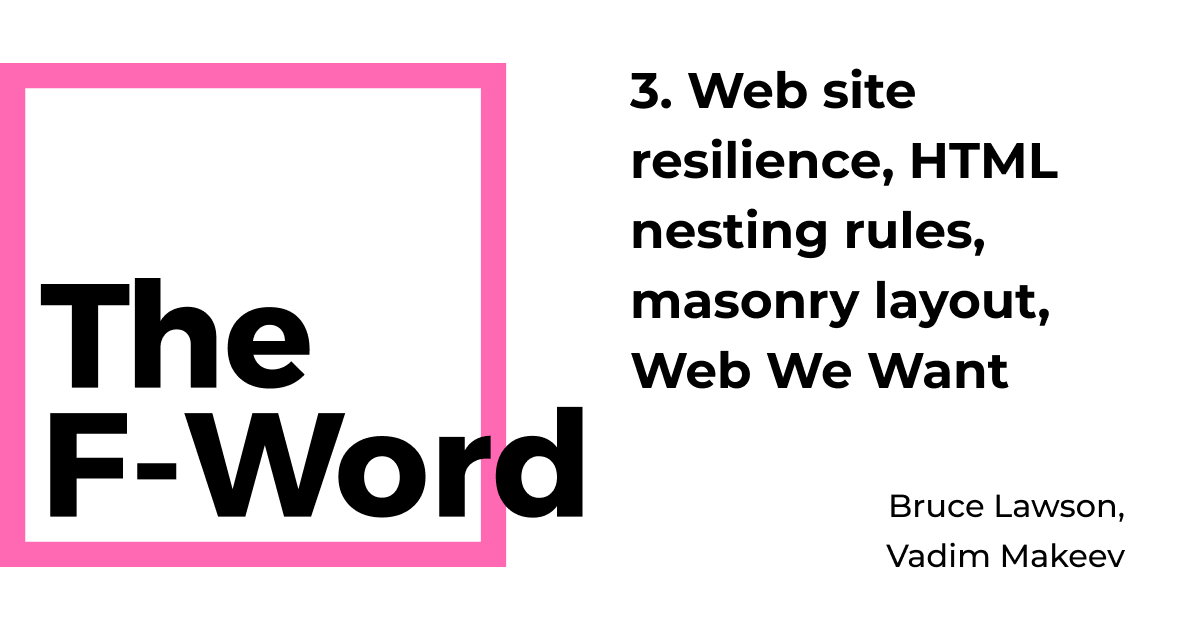 The
F-Word
3. Web site
resilience, HTML
nesting rules,
masonry layout,
Web We Want
Bruce Lawson,
Vadim Makeev